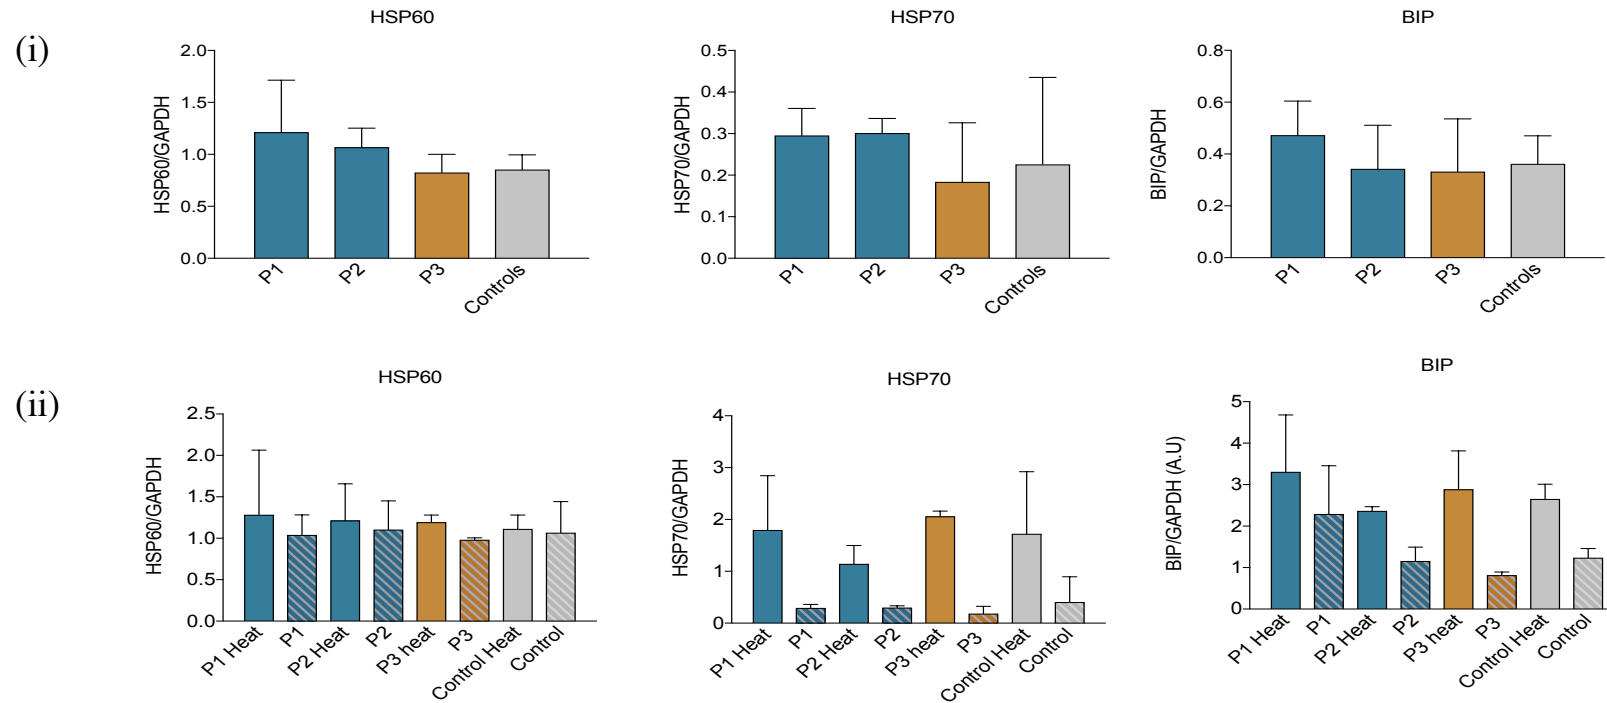 (i)
HSP60
HSP60/GAPDH
2.0
1.5
1.0
0.5
0.0
P1
P2
P3
Controls
HSP70
HSP70/GAPDH
0.5
0.4
0.3
0.2
0.1
0.0
P1
P2
P3
Controls
BIP
BIP/GAPDH
0.8
0.6
0.4
0.2
0.0
P1
P2
P3
Controls
(ii)
HSP60
HSP60/GAPDH
2.5
2.0
1.5
1.0
0.5
0.0
P1 Heat
P1
P2 Heat
P2
P3 heat
P3
Control Heat
Control
HSP70
HSP70/GAPDH
4
3
2
1
0
P1 Heat
P1
P2 Heat
P2
P3 heat
P3
Control Heat
Control
BIP
BIP/GAPDH (A.U)
5
4
3
2
1
0
P1 Heat
P1
P2 Heat
P2
P3 heat
P3
Control Heat
Control